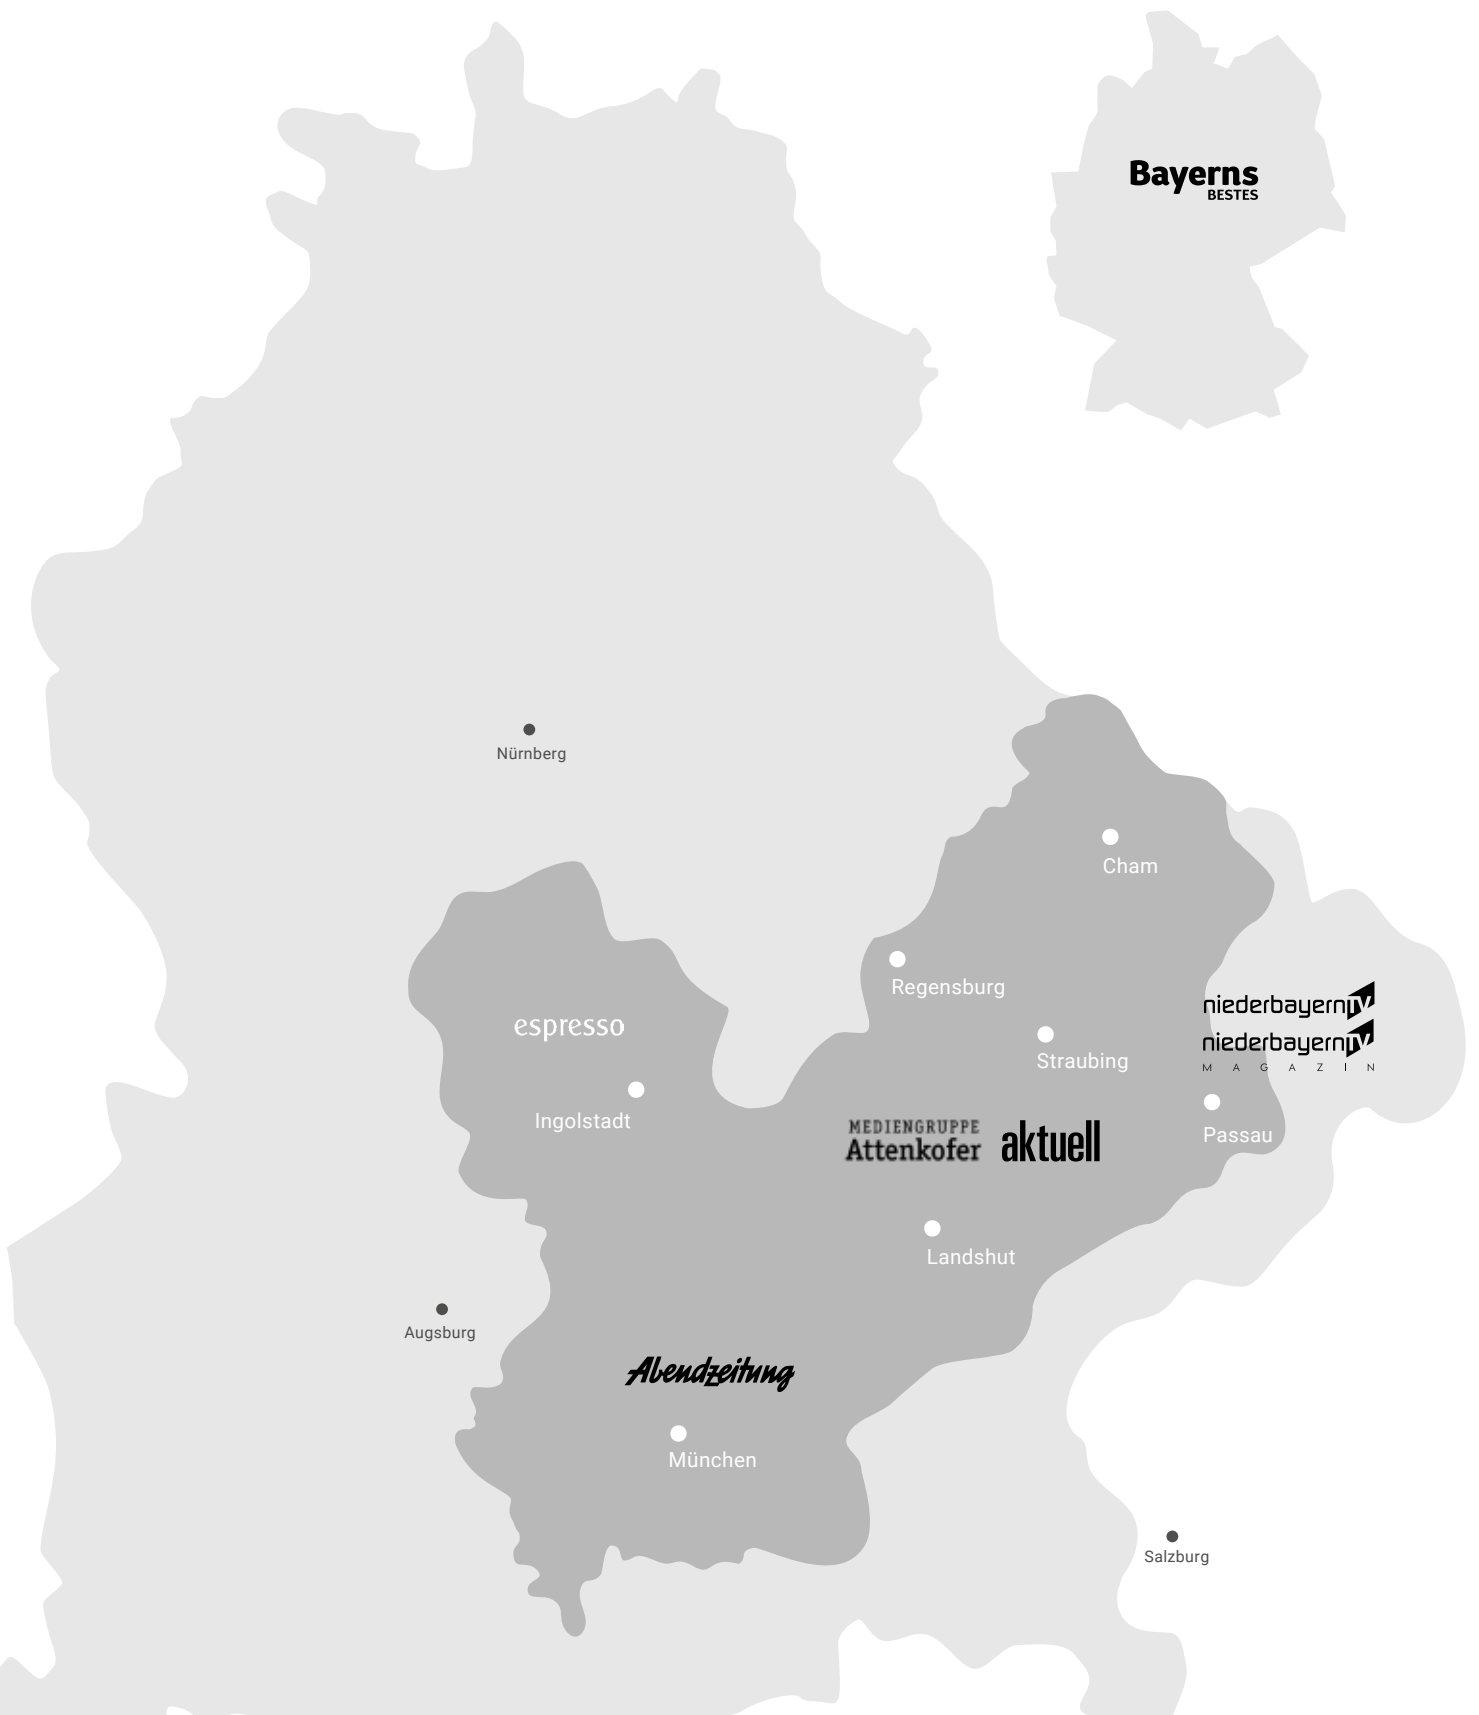 Bayerns
BESTES
Nürnberg
Cham
Regensburg
niederbayernTV
espresso
Straubing
niederbayernTV
MAGAZIN
Ingolstadt
MEDIENGRUPPE
Attenkofer
aktuell
Passau
Landshut
Augsburg
Abendzeitung
München
Salzburg